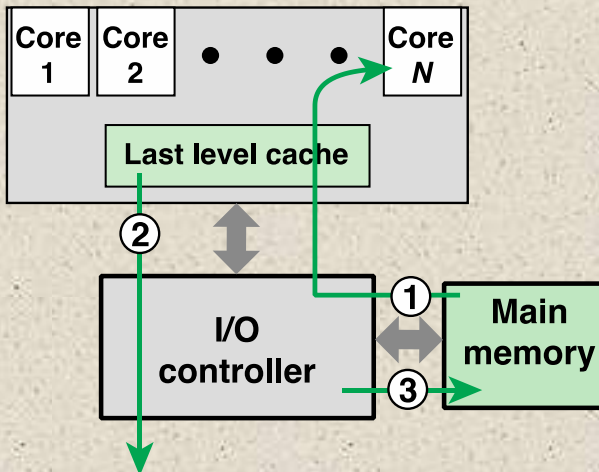 Core
1
Core
2
Core
N
Last level cache
2
1
I/O
controller
Main
memory
3